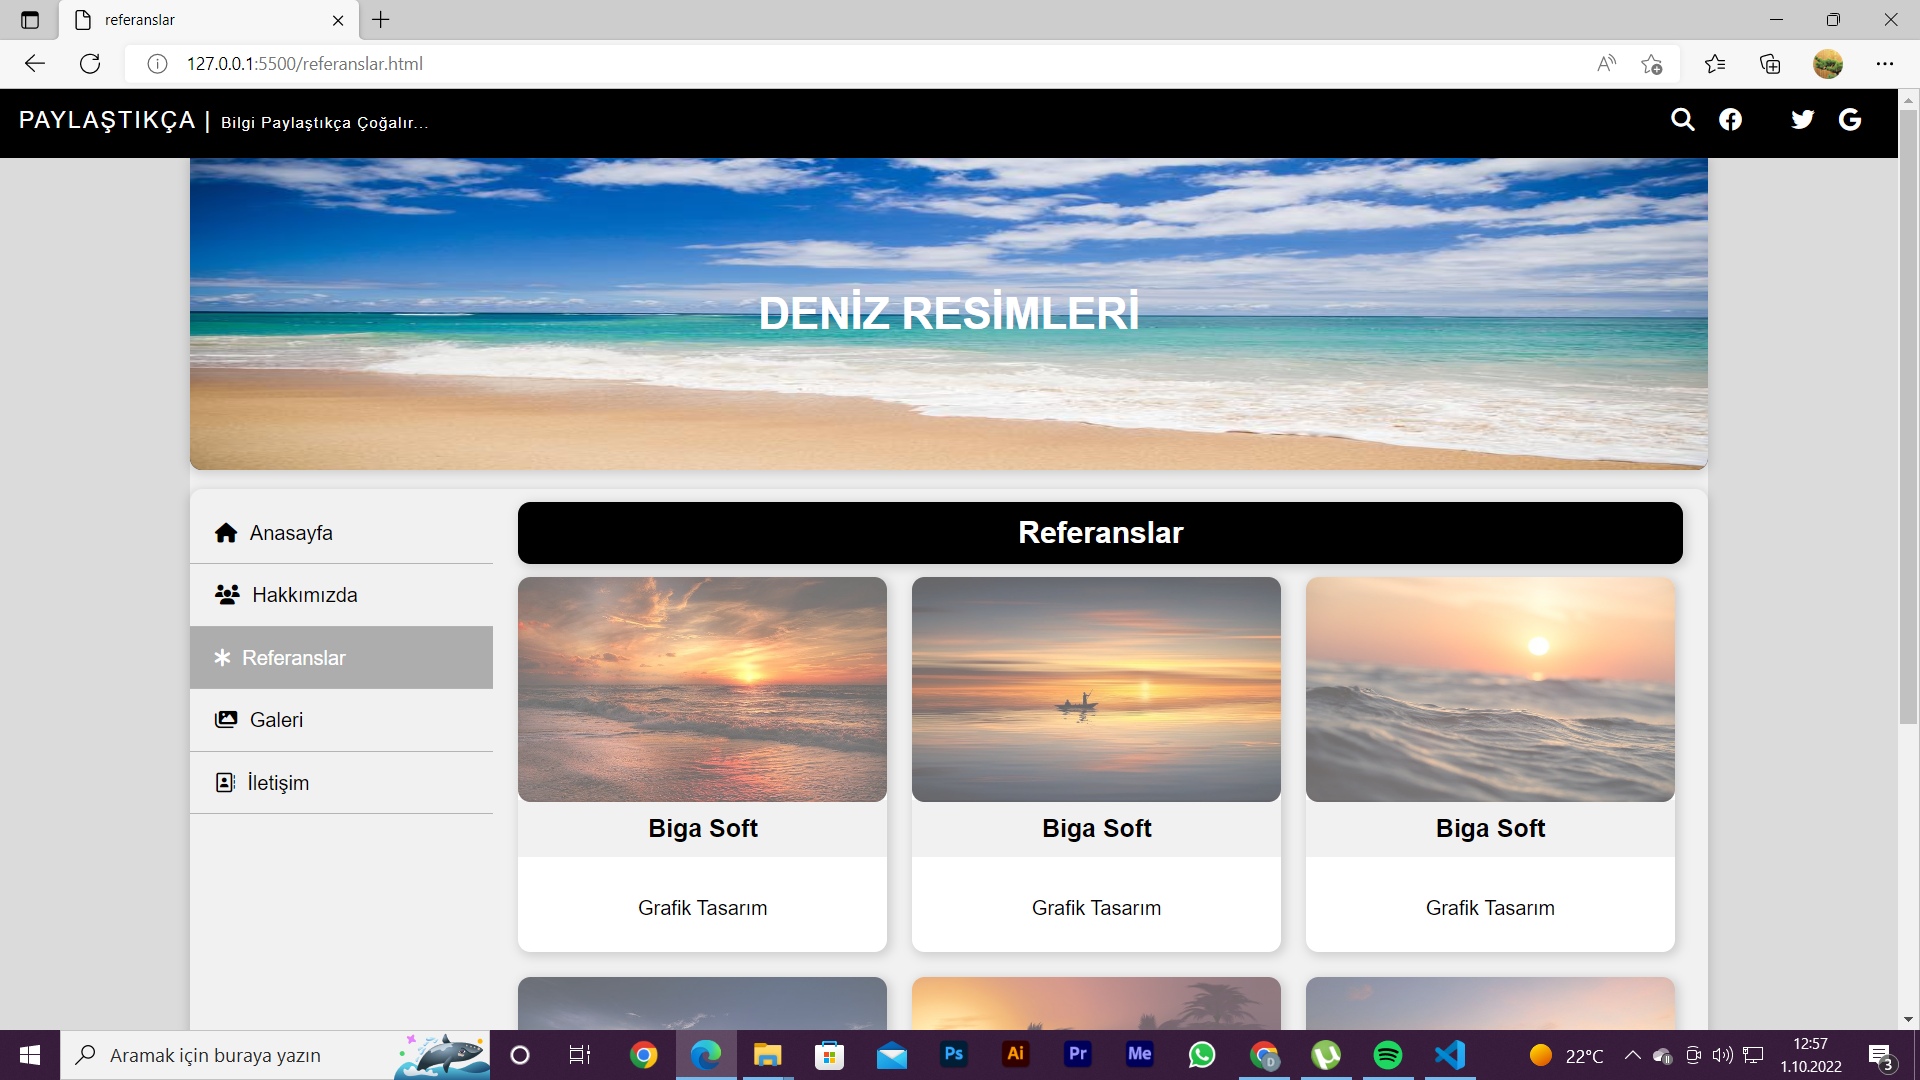 referanslar
127.0.0.1:5500/referanslar.html
PAYLAŞTIKÇA | Bilgi Paylaştıkça Çoğalır...
DENİZ RESİMLERİ
Anasayfa
Hakkımızda
Referanslar
Galeri
İletişim
Referanslar
Biga Soft
Biga Soft
Biga Soft
Grafik Tasarım
Grafik Tasarım
Grafik Tasarım
Aramak için buraya yazın
Ps
Ai
Pr
Me
D
22°C
12:57
1.10.2022
3